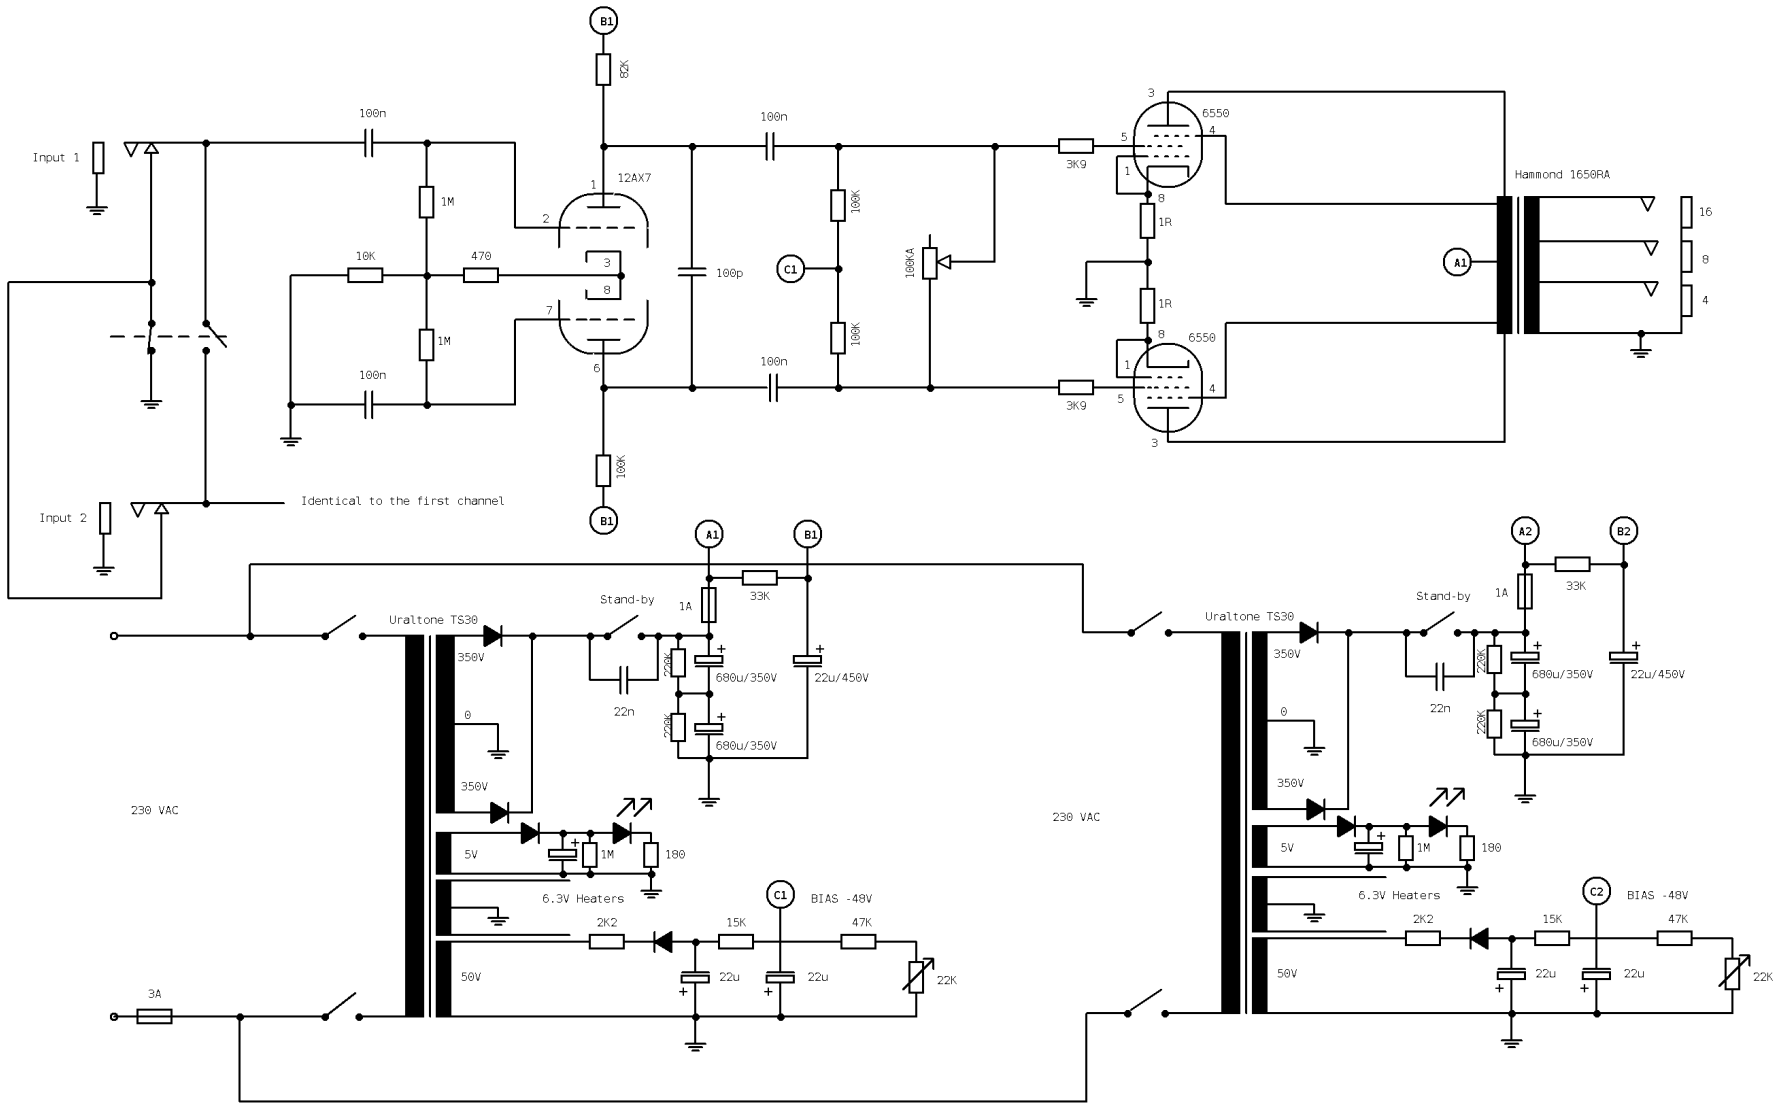 B1
82K
100n
100n
3
6550
5
4
3K9
1
8
Input 1
1M
12AX7
1
2
100K
1R
Hammond 1650RA
16
10K
470
3
8
100p
C1
100KA
A1
8
4
7
1M
100K
1R
8
6550
1
4
5
3K9
3
100n
6
100n
100K
B1
Input 2
Identical to the first channel
A1
B1
33K
1A
Stand-by
Uraltone TS30
350V
220K
680u/350V
22u/450V
22n
220K
680u/350V
0
350V
230 VAC
5V
1M
180
6.3V Heaters
C1
BIAS -48V
2K2
15K
47K
50V
22u
22u
22K
3A
A2
B2
33K
1A
Stand-by
Uraltone TS30
350V
220K
680u/350V
22u/450V
22n
220K
680u/350V
0
350V
230 VAC
5V
1M
180
6.3V Heaters
C2
BIAS -48V
2K2
15K
47K
50V
22u
22u
22K